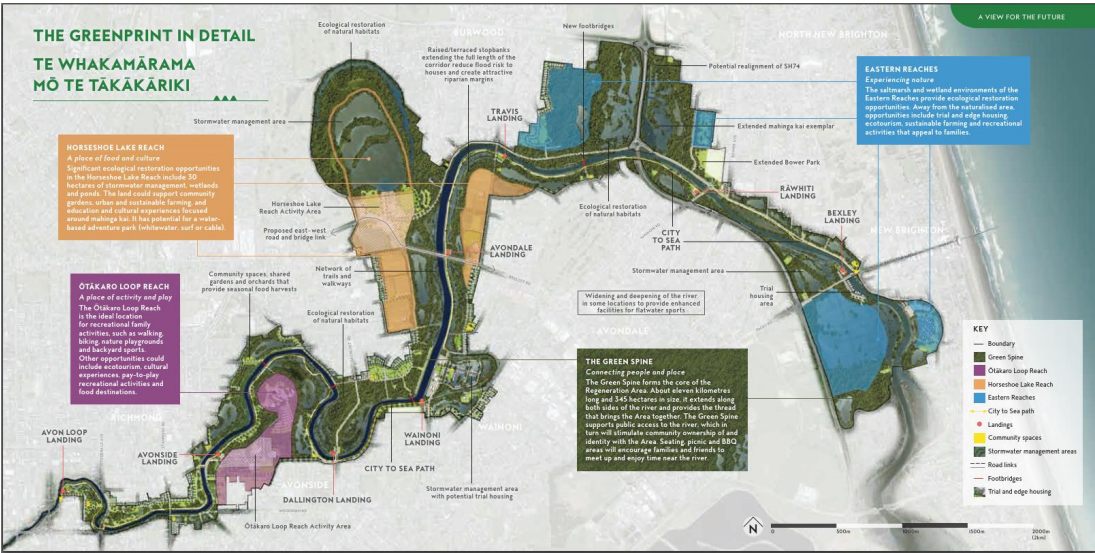 A VIEW FOR THE FUTURE
THE GREENPRINT IN DETAIL
TE WHAKAMĀRAMA
MŌ TE TĀKĀKĀRIKI
Ecological restoration
of natural habitats
BURWOOD
New footbridges
NORTH NEW BRIGHTON
Raised/terraced stopbanks
extending the full length of the
corridor reduce flood risk to
houses and create attractive
riparian margins
Potential realignment of SH74
EASTERN REACHES
Experiencing nature
The saltmarsh and wetland environments of the
Eastern Reaches provide ecological restoration
opportunities. Away from the naturalised area,
opportunities include trial and edge housing,
ecotourism, sustainable farming and recreational
activities that appeal to families.
Stormwater management area
TRAVIS
LANDING
Extended mahinga kai exemplar
HORSESHOE LAKE REACH
A place of food and culture
Significant ecological restoration opportunities
in the Horseshoe Lake Reach include 30
hectares of stormwater management, wetlands
and ponds. The land could support community
gardens, urban and sustainable farming, and
education and cultural experiences focused
around mahinga kai. It has potential for a water-
based adventure park (whitewater, surf or cable).
Extended Bower Park
RĀWHITI
LANDING
Horseshoe Lake
Reach Activity Area
Ecological restoration
of natural habitats
BEXLEY
LANDING
Proposed east-west
road and bridge link
CITY
TO SEA
PATH
NEW BRIGHTON
AVONDALE
LANDING
Network of
trails and
walkways
Stormwater management area
Community spaces, shared
gardens and orchards that
provide seasonal food harvests
Trial
housing
area
ŌTĀKARO LOOP REACH
A place of activity and play
The Ōtākaro Loop Reach
is the ideal location
for recreational family
activities, such as walking,
biking, nature playgrounds
and backyard sports.
Other opportunities could
include ecotourism, cultural
experiences, pay-to-play
recreational activities and
food destinations.
Widening and deepening of the river
in some locations to provide enhanced
facilities for flatwater sports
Ecological restoration
of natural habitats
AVONDALE
THE GREEN SPINE
Connecting people and place
The Green Spine forms the core of the
Regeneration Area. About eleven kilometres
long and 345 hectares in size, it extends along
both sides of the river and provides the thread
that brings the Area together. The Green Spine
supports public access to the river, which in
turn will stimulate community ownership of and
identity with the Area. Seating, picnic and BBQ
areas will encourage families and friends to
meet up and enjoy time near the river.
KEY
Boundary
Green Spine
Ōtākaro Loop Reach
Horseshoe Lake Reach
Eastern Reaches
City to Sea path
Landings
Community spaces
Stormwater management areas
Road links
Footbridges
Trial and edge housing
RICHMOND
AVON LOOP
LANDING
WAINONI
WAINONI
LANDING
AVONSIDE
LANDING
CITY TO SEA PATH
AVONSIDE
DALLINGTON LANDING
Stormwater management area
with potential trial housing
Ōtākaro Loop Reach Activity Area
N
0
500m
1000m
1500m
2000m
(2km)